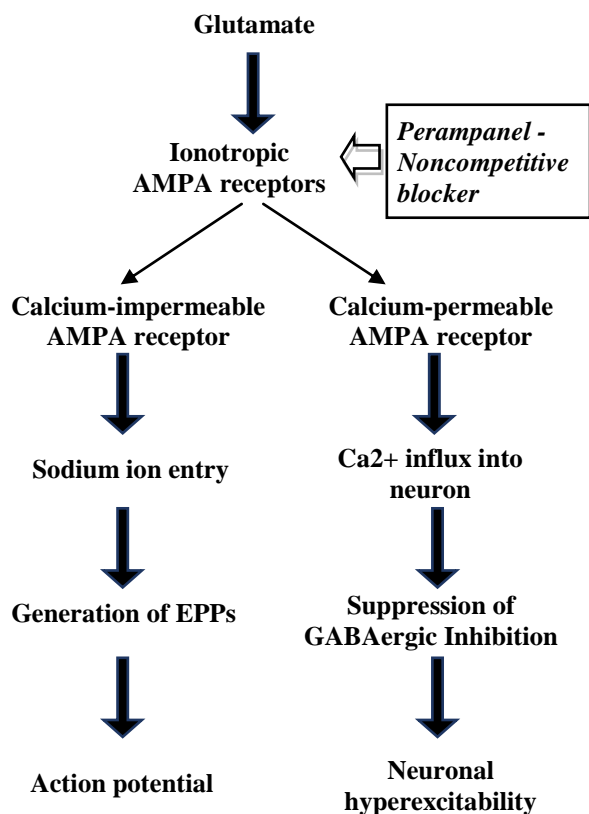 Glutamate
Ionotropic
AMPA receptors
Perampanel -
Noncompetitive
blocker
Calcium-impermeable
AMPA receptor
Calcium-permeable
AMPA receptor
Sodium ion entry
Ca2+ influx into
neuron
Generation of EPPs
Suppression of
GABAergic Inhibition
Action potential
Neuronal
hyperexcitability